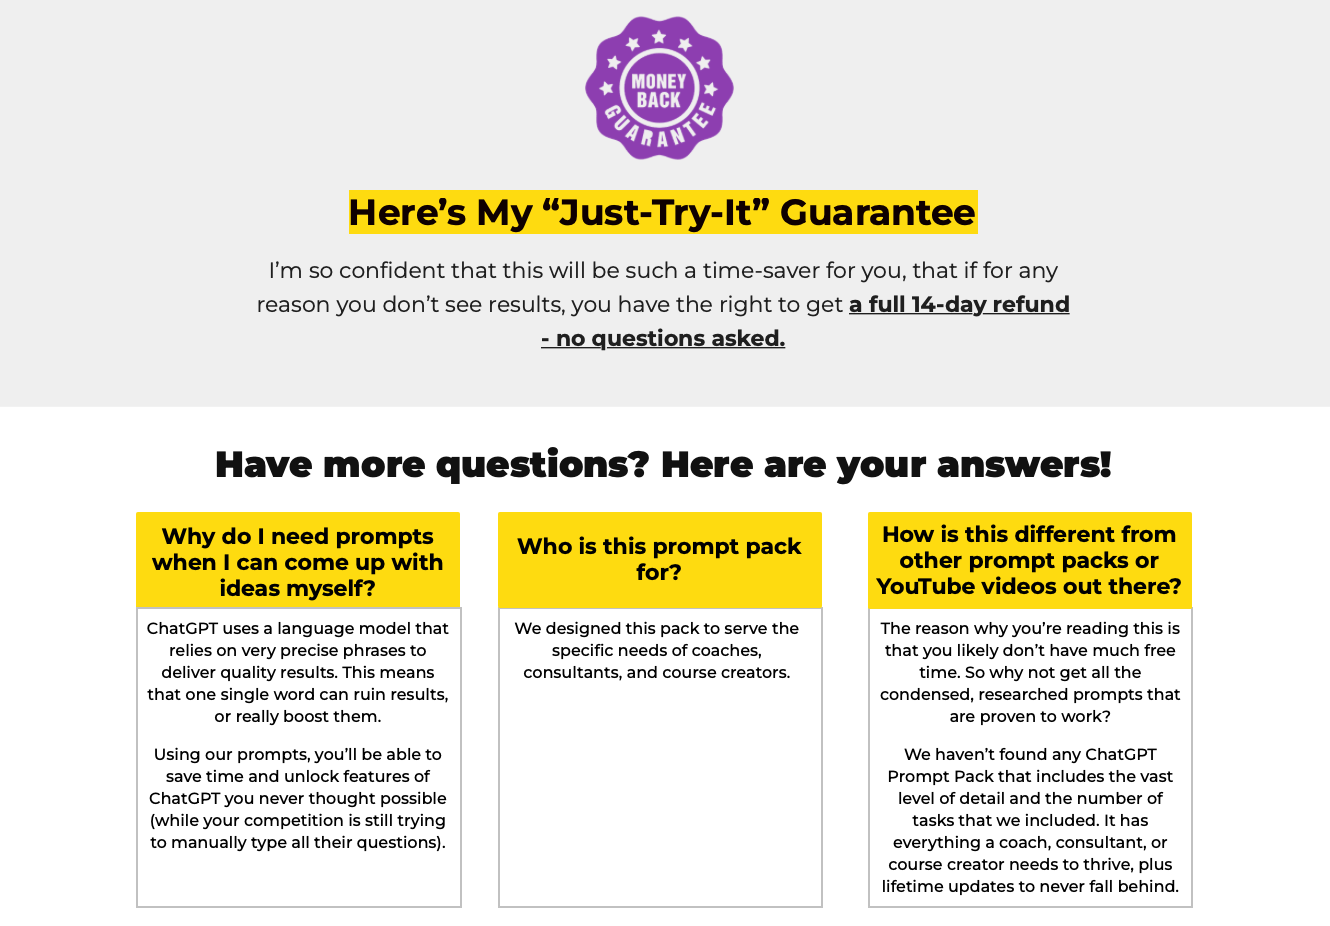 MONEY
BACK
GUARANTEE
Here’s My “Just-Try-It” Guarantee
I’m so confident that this will be such a time-saver for you, that if for any
reason you don’t see results, you have the right to get a full 14-day refund
- no questions asked.
Have more questions? Here are your answers!
Why do I need prompts
when I can come up with
ideas myself?
ChatGPT uses a language model that
relies on very precise phrases to
deliver quality results. This means
that one single word can ruin results,
or really boost them.
Using our prompts, you’ll be able to
save time and unlock features of
ChatGPT you never thought possible
(while your competition is still trying
to manually type all their questions).
Who is this prompt pack
for?
We designed this pack to serve the
specific needs of coaches,
consultants, and course creators.
How is this different from
other prompt packs or
YouTube videos out there?
The reason why you’re reading this is
that you likely don’t have much free
time. So why not get all the
condensed, researched prompts that
are proven to work?
We haven’t found any ChatGPT
Prompt Pack that includes the vast
level of detail and the number of
tasks that we included. It has
everything a coach, consultant, or
course creator needs to thrive, plus
lifetime updates to never fall behind.